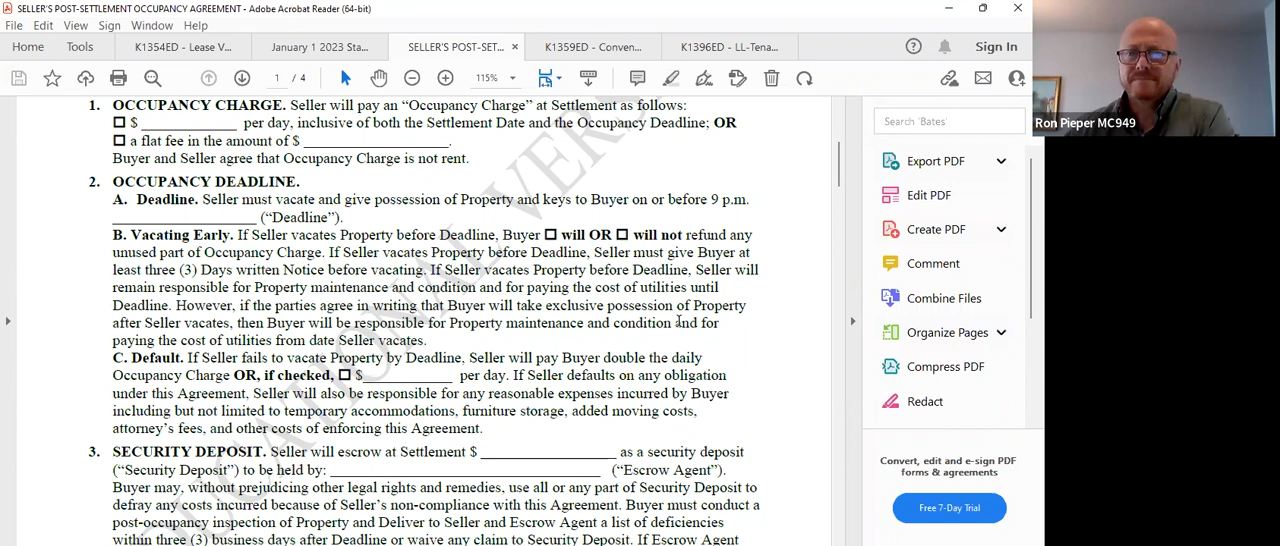 SELLER'S POST-SETTLEMENT OCCUPANCY AGREEMENT - Adobe Acrobat Reader (64-bit)
File Edit View Sign Window Help
Home Tools K1354ED - Lease V... January 1 2023 Sta... SELLER'S POST-SET... × K1359ED - Conven... K1396ED - LL-Tena... Sign In
1 / 4 115%
1. OCCUPANCY CHARGE. Seller will pay an “Occupancy Charge” at Settlement as follows:
☐ $ ______________ per day, inclusive of both the Settlement Date and the Occupancy Deadline; OR
☐ a flat fee in the amount of $ ______________________.
Buyer and Seller agree that Occupancy Charge is not rent.
2. OCCUPANCY DEADLINE.
A. Deadline. Seller must vacate and give possession of Property and keys to Buyer on or before 9 p.m.
______________________ (“Deadline”).
B. Vacating Early. If Seller vacates Property before Deadline, Buyer ☐ will OR ☐ will not refund any
unused part of Occupancy Charge. If Seller vacates Property before Deadline, Seller must give Buyer at
least three (3) Days written Notice before vacating. If Seller vacates Property before Deadline, Seller will
remain responsible for Property maintenance and condition and for paying the cost of utilities until
Deadline. However, if the parties agree in writing that Buyer will take exclusive possession of Property
after Seller vacates, then Buyer will be responsible for Property maintenance and condition and for
paying the cost of utilities from date Seller vacates.
C. Default. If Seller fails to vacate Property by Deadline, Seller will pay Buyer double the daily
Occupancy Charge OR, if checked, ☐ $______________ per day. If Seller defaults on any obligation
under this Agreement, Seller will also be responsible for any reasonable expenses incurred by Buyer
including but not limited to temporary accommodations, furniture storage, added moving costs,
attorney's fees, and other costs of enforcing this Agreement.
3. SECURITY DEPOSIT. Seller will escrow at Settlement $ ____________________ as a security deposit
(“Security Deposit”) to be held by: ________________________________________ (“Escrow Agent”).
Buyer may, without prejudicing other legal rights and remedies, use all or any part of Security Deposit to
defray any costs incurred because of Seller's non-compliance with this Agreement. Buyer must conduct a
post-occupancy inspection of Property and Deliver to Seller and Escrow Agent a list of deficiencies
within three (3) business days after Deadline or waive any claim to Security Deposit. If Escrow Agent
UCATIONAL VERS
Search 'Bates'
Export PDF
Edit PDF
Create PDF
Comment
Combine Files
Organize Pages
Compress PDF
Redact
Convert, edit and e-sign PDF
forms & agreements
Free 7-Day Trial
Ron Pieper MC949